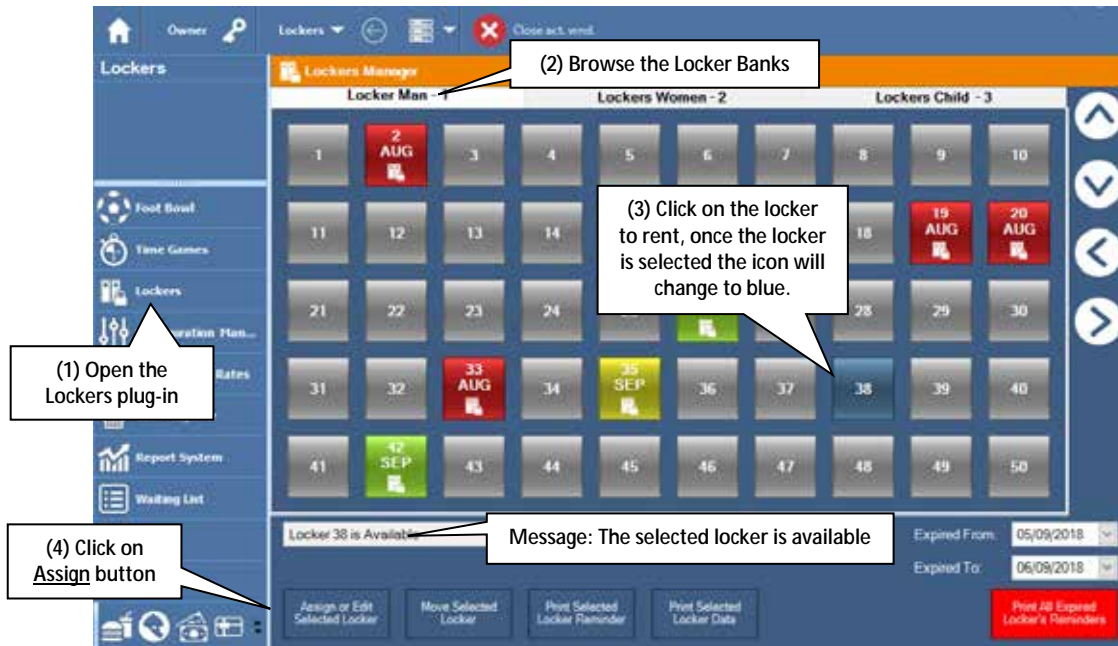 Owner
Lockers
Close act. vend.
Lockers
Lockers Manager
(2) Browse the Locker Banks
Locker Man - 1
Lockers Women - 2
Lockers Child - 3
1
2
AUG
3
4
5
6
7
8
9
10
Foot Bowl
Time Games
Lockers
Man...
Rates
Report System
Waiting List
(1) Open the
Lockers plug-in
11
12
13
14
(3) Click on the locker
to rent, once the locker
is selected the icon will
change to blue.
18
19
AUG
20
AUG
21
22
23
24
28
29
30
31
32
33
AUG
34
35
SEP
36
37
38
39
40
41
42
SEP
43
44
45
46
47
48
49
50
(4) Click on
Assign button
Locker 38 is Available
Message: The selected locker is available
Expired From:
05/09/2018
Expired To:
06/09/2018
Assign or Edit
Selected Locker
Move Selected
Locker
Print Selected
Locker Reminder
Print Selected
Locker Data
Print All Expired
Locker's Reminders